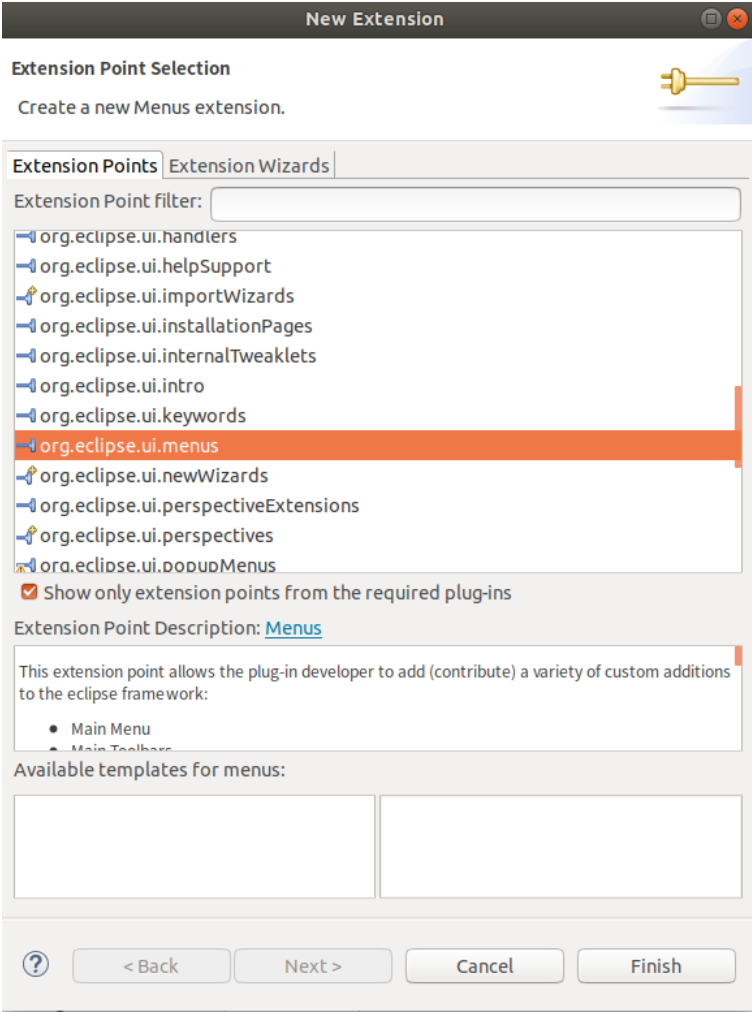 New Extension
Extension Point Selection
Create a new Menus extension.
Extension Points Extension Wizards
Extension Point filter:
org.eclipse.ui.handlers
org.eclipse.ui.helpSupport
org.eclipse.ui.importWizards
org.eclipse.ui.installationPages
org.eclipse.ui.internalTweaklets
org.eclipse.ui.intro
org.eclipse.ui.keywords
org.eclipse.ui.menus
org.eclipse.ui.newWizards
org.eclipse.ui.perspectiveExtensions
org.eclipse.ui.perspectives
org.eclipse.ui.popupMenus
Show only extension points from the required plug-ins
Extension Point Description: Menus
This extension point allows the plug-in developer to add (contribute) a variety of custom additions
to the eclipse framework:
• Main Menu
• Main Toolbars
Available templates for menus:
? < Back Next > Cancel Finish